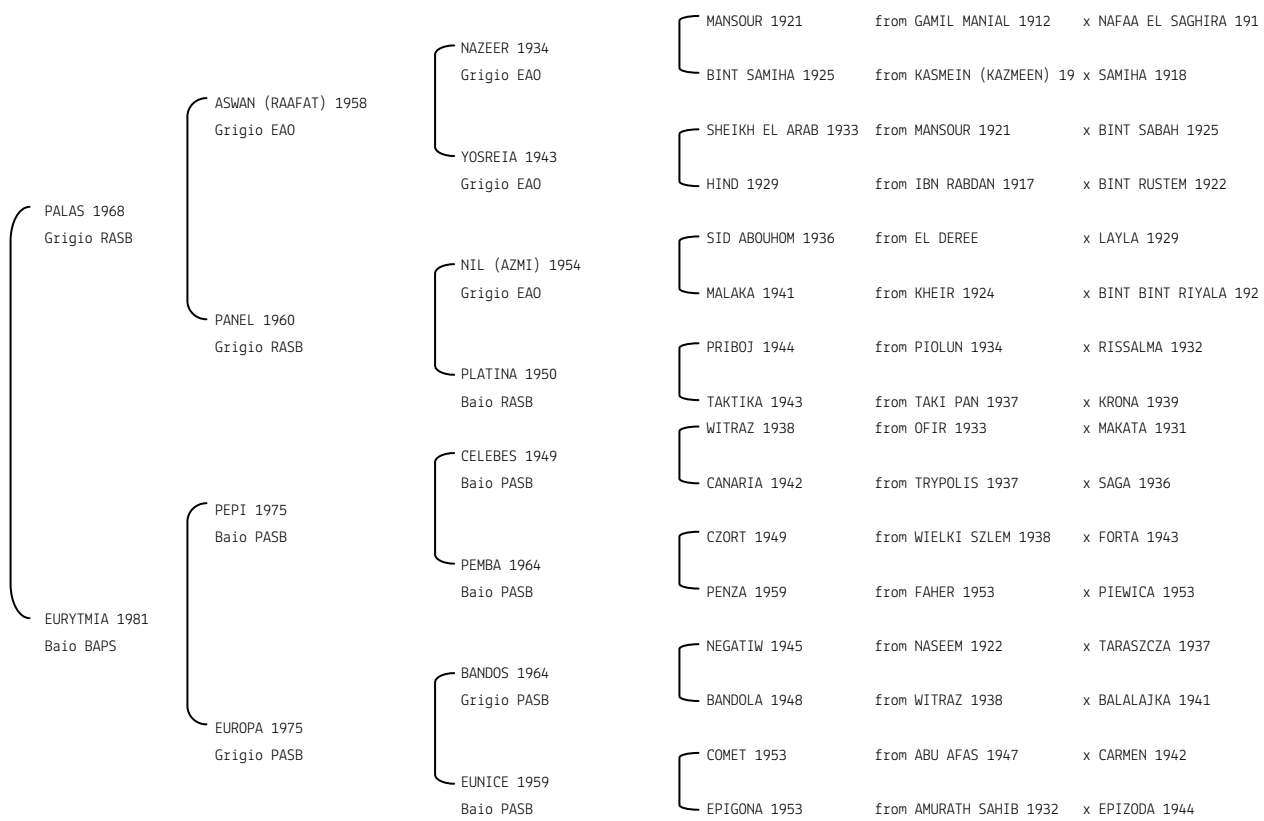 MANSOUR 1921 from GAMIL MANIAL 1912 x NAFAA EL SAGHIRA 191
NAZEER 1934
Grigio EAO
BINT SAMIHA 1925 from KASMEIN (KAZMEEN) 19 x SAMIHA 1918
ASWAN (RAAFAT) 1958
Grigio EAO
SHEIKH EL ARAB 1933 from MANSOUR 1921 x BINT SABAH 1925
YOSREIA 1943
Grigio EAO
HIND 1929 from IBN RABDAN 1917 x BINT RUSTEM 1922
PALAS 1968
Grigio RASB
SID ABOUHOM 1936 from EL DEREE x LAYLA 1929
NIL (AZMI) 1954
Grigio EAO
MALAKA 1941 from KHEIR 1924 x BINT BINT RIYALA 192
PANEL 1960
Grigio RASB
PRIBOJ 1944 from PIOLUN 1934 x RISSALMA 1932
PLATINA 1950
Baio RASB
TAKTIKA 1943 from TAKI PAN 1937 x KRONA 1939
WITRAZ 1938 from OFIR 1933 x MAKATA 1931
CELEBES 1949
Baio PASB
CANARIA 1942 from TRYPOLIS 1937 x SAGA 1936
PEPI 1975
Baio PASB
CZORT 1949 from WIELKI SZLEM 1938 x FORTA 1943
PEMBA 1964
Baio PASB
PENZA 1959 from FAHER 1953 x PIEWICA 1953
EURYTMIA 1981
Baio BAPS
NEGATIW 1945 from NASEEM 1922 x TARASZCZA 1937
BANDOS 1964
Grigio PASB
BANDOLA 1948 from WITRAZ 1938 x BALALAJKA 1941
EUROPA 1975
Grigio PASB
COMET 1953 from ABU AFAS 1947 x CARMEN 1942
EUNICE 1959
Baio PASB
EPIGONA 1953 from AMURATH SAHIB 1932 x EPIZODA 1944